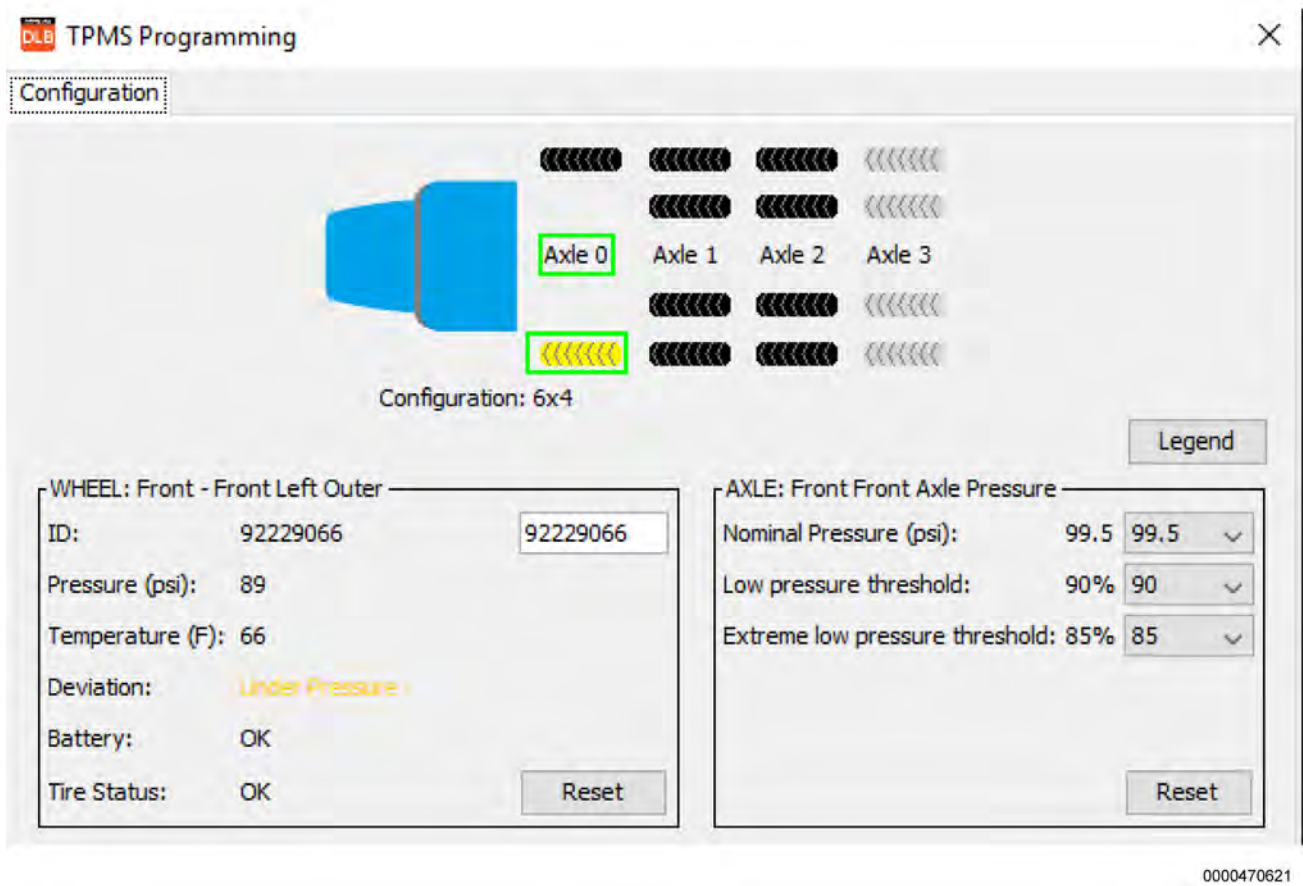 DLB TPMS Programming
Configuration
Axle 0 Axle 1 Axle 2 Axle 3
Configuration: 6x4
Legend
WHEEL: Front - Front Left Outer
ID: 92229066 92229066
Pressure (psi): 89
Temperature (F): 66
Deviation: Under Pressure
Battery: OK
Tire Status: OK Reset
AXLE: Front Front Axle Pressure
Nominal Pressure (psi): 99.5 99.5
Low pressure threshold: 90% 90
Extreme low pressure threshold: 85% 85
Reset
0000470621